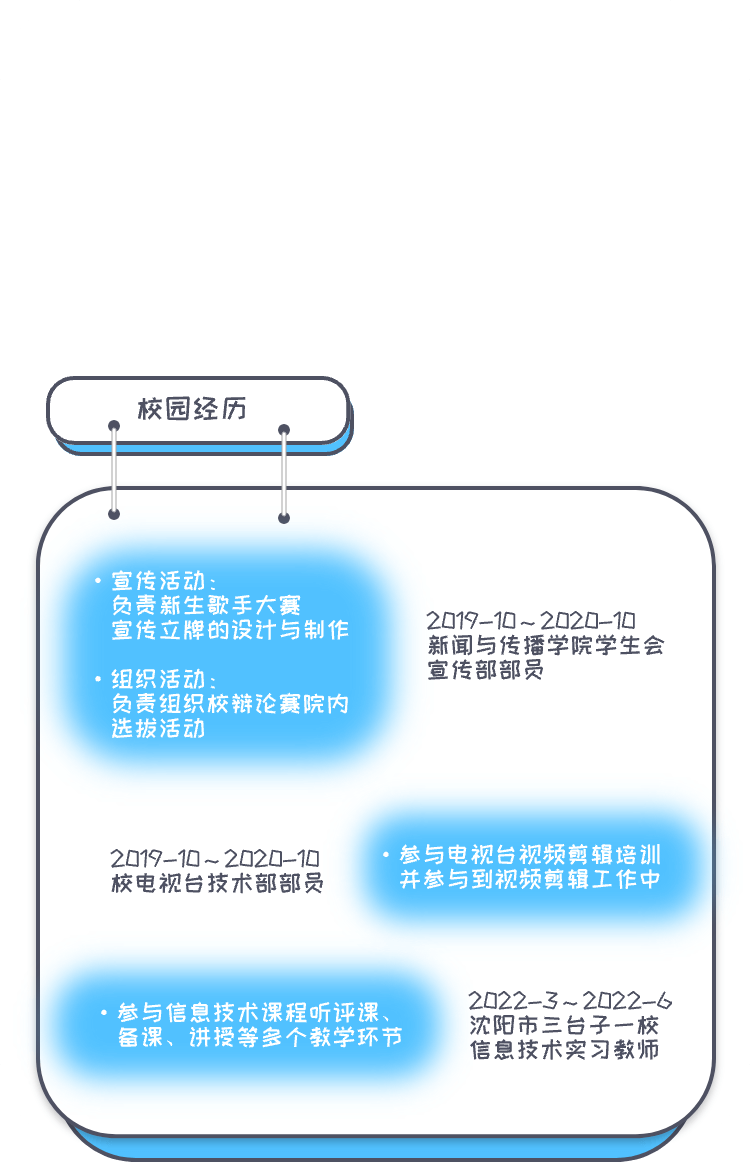 校园经历
• 宣传活动：
负责新生歌手大赛
宣传立牌的设计与制作
• 组织活动：
负责组织校辩论赛院内
选拔活动
2019-10～2020-10
新闻与传播学院学生会
宣传部部员
2019-10～2020-10
校电视台技术部部员
• 参与电视台视频剪辑培训
并参与到视频剪辑工作中
• 参与信息技术课程听评课、
备课、讲授等多个教学环节
2022-3～2022-6
沈阳市三台子一校
信息技术实习教师